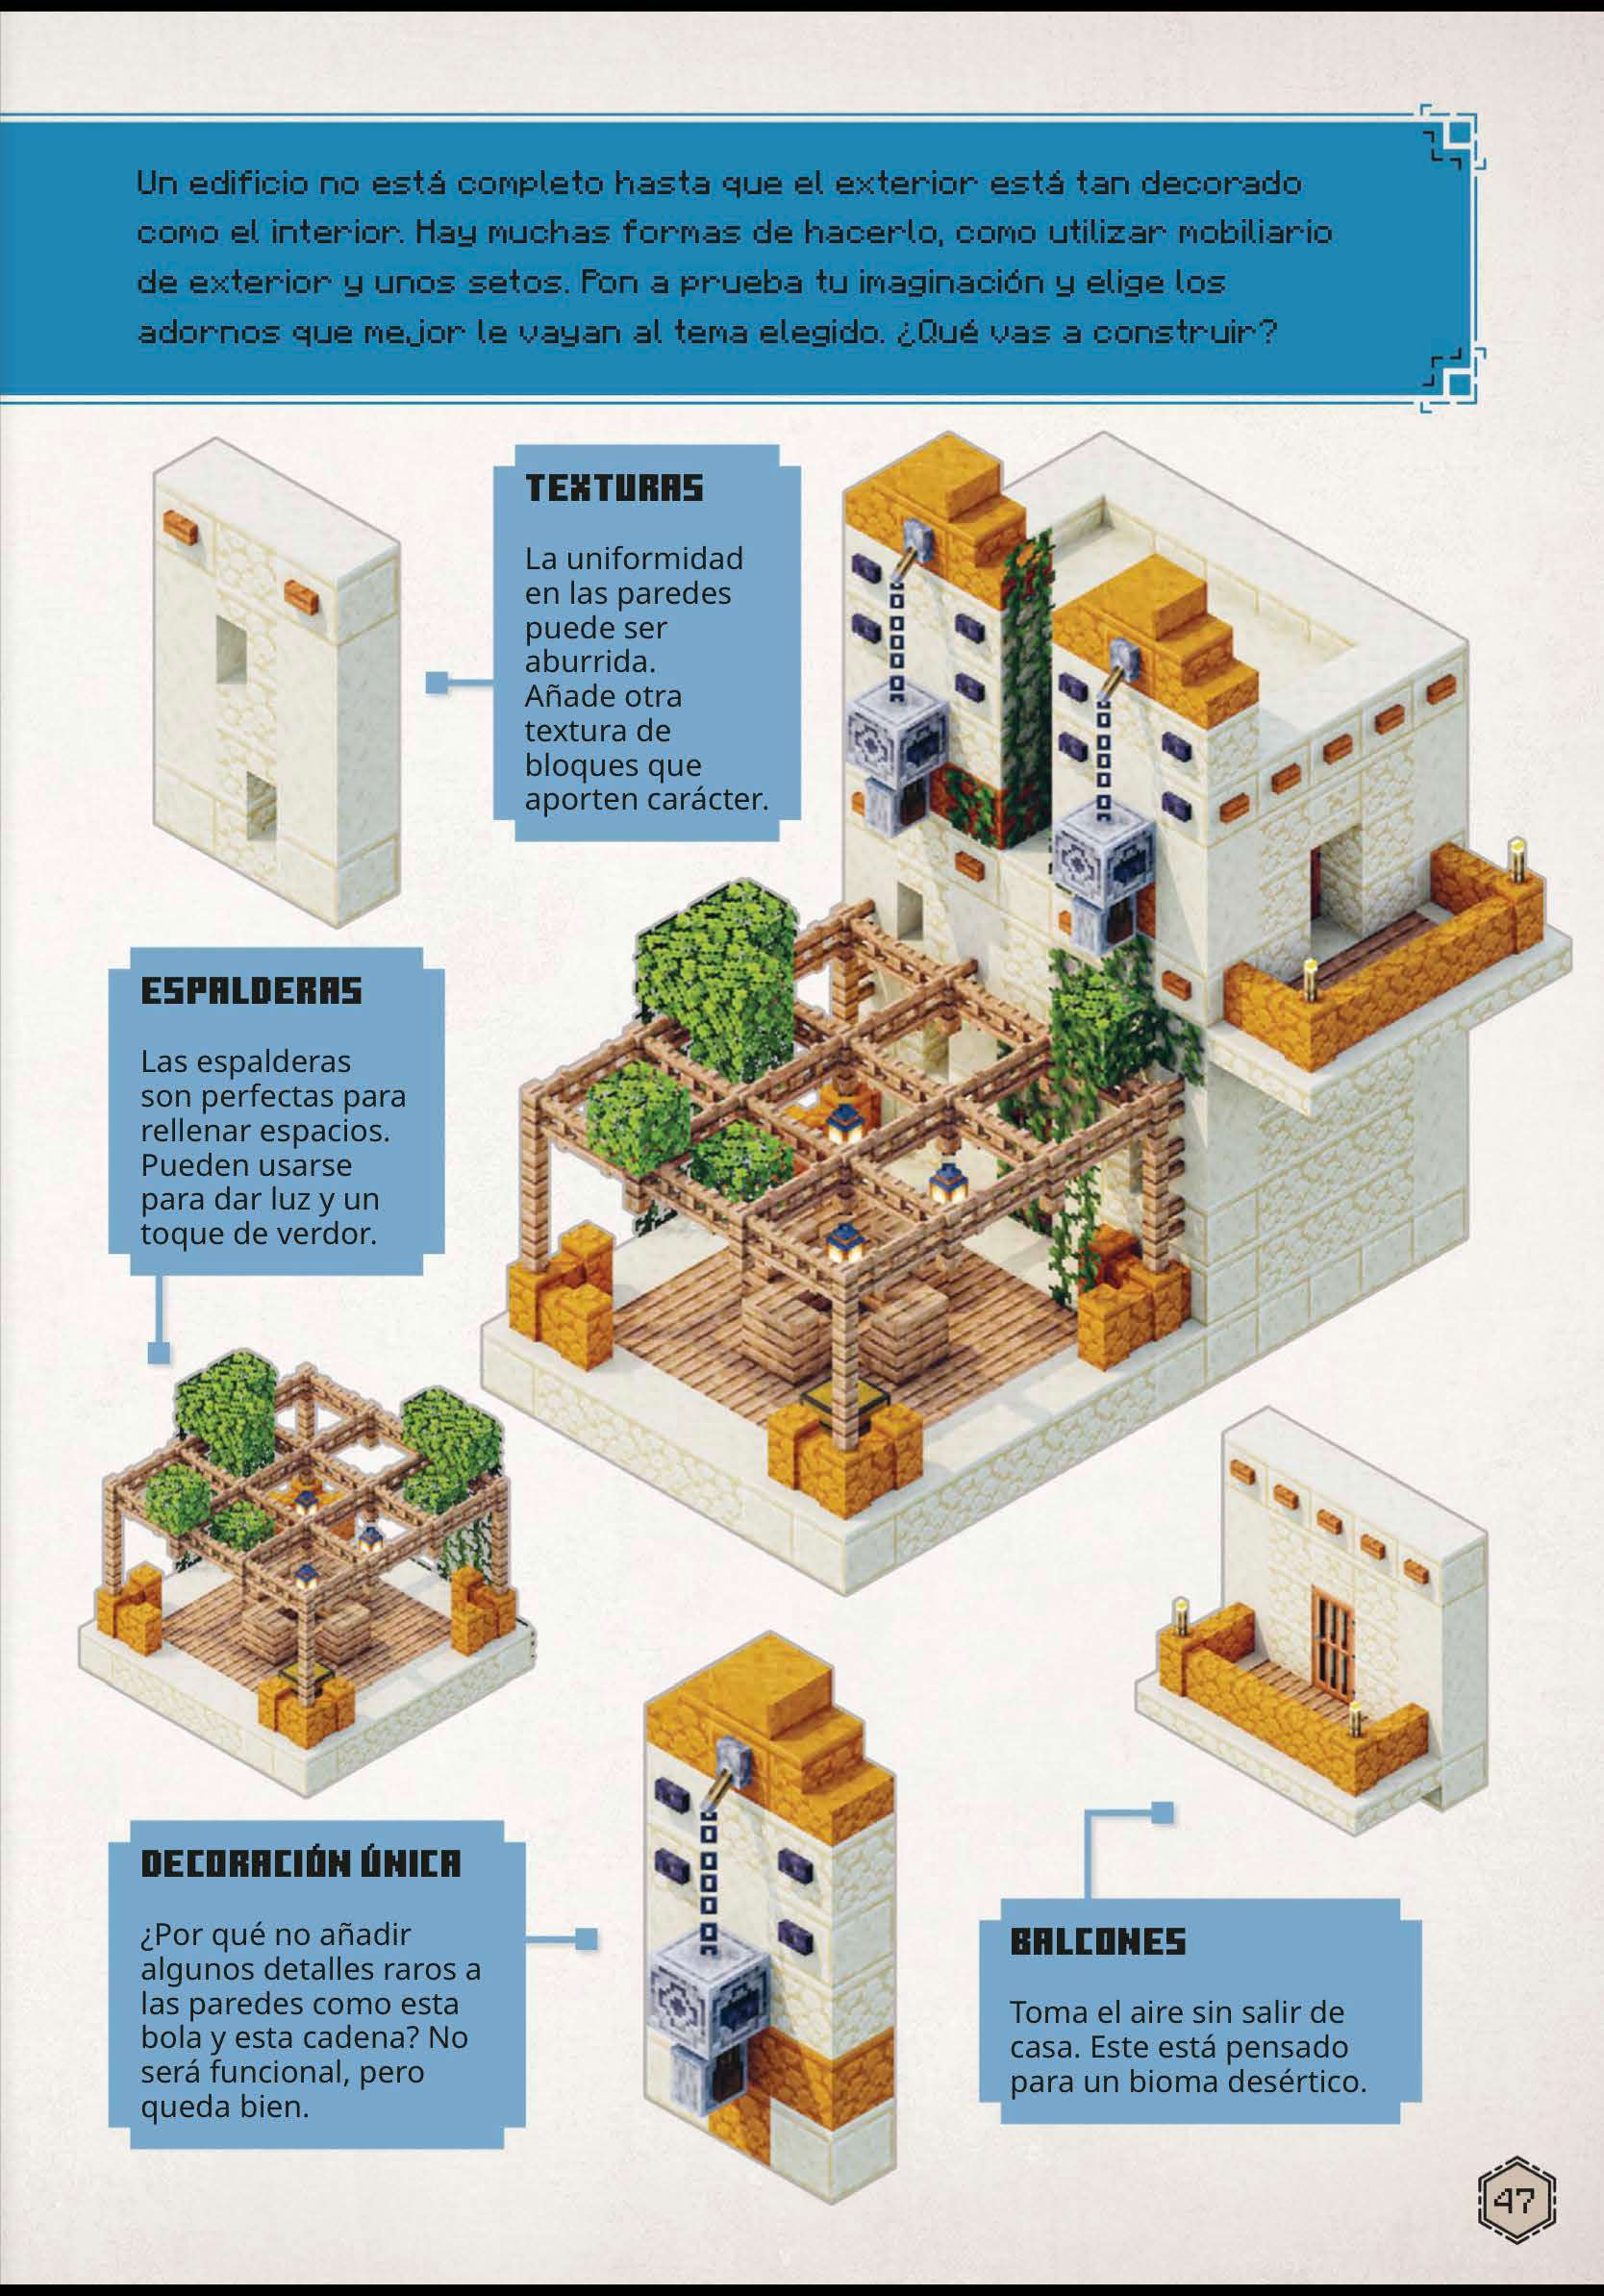 Un edificio no está completo hasta que el exterior está tan decorado
como el interior. Hay muchas formas de hacerlo, como utilizar mobiliario
de exterior y unos setos. Pon a prueba tu imaginación y elige los
adornos que mejor le vayan al tema elegido. ¿Qué vas a construir?
TEXTURAS
La uniformidad
en las paredes
puede ser
aburrida.
Añade otra
textura de
bloques que
aporten carácter.
ESPALDERAS
Las espalderas
son perfectas para
rellenar espacios.
Pueden usarse
para dar luz y un
toque de verdor.
DECORACIÓN ÚNICA
¿Por qué no añadir
algunos detalles raros a
las paredes como esta
bola y esta cadena? No
será funcional, pero
queda bien.
BALCONES
Toma el aire sin salir de
casa. Este está pensado
para un bioma desértico.
47